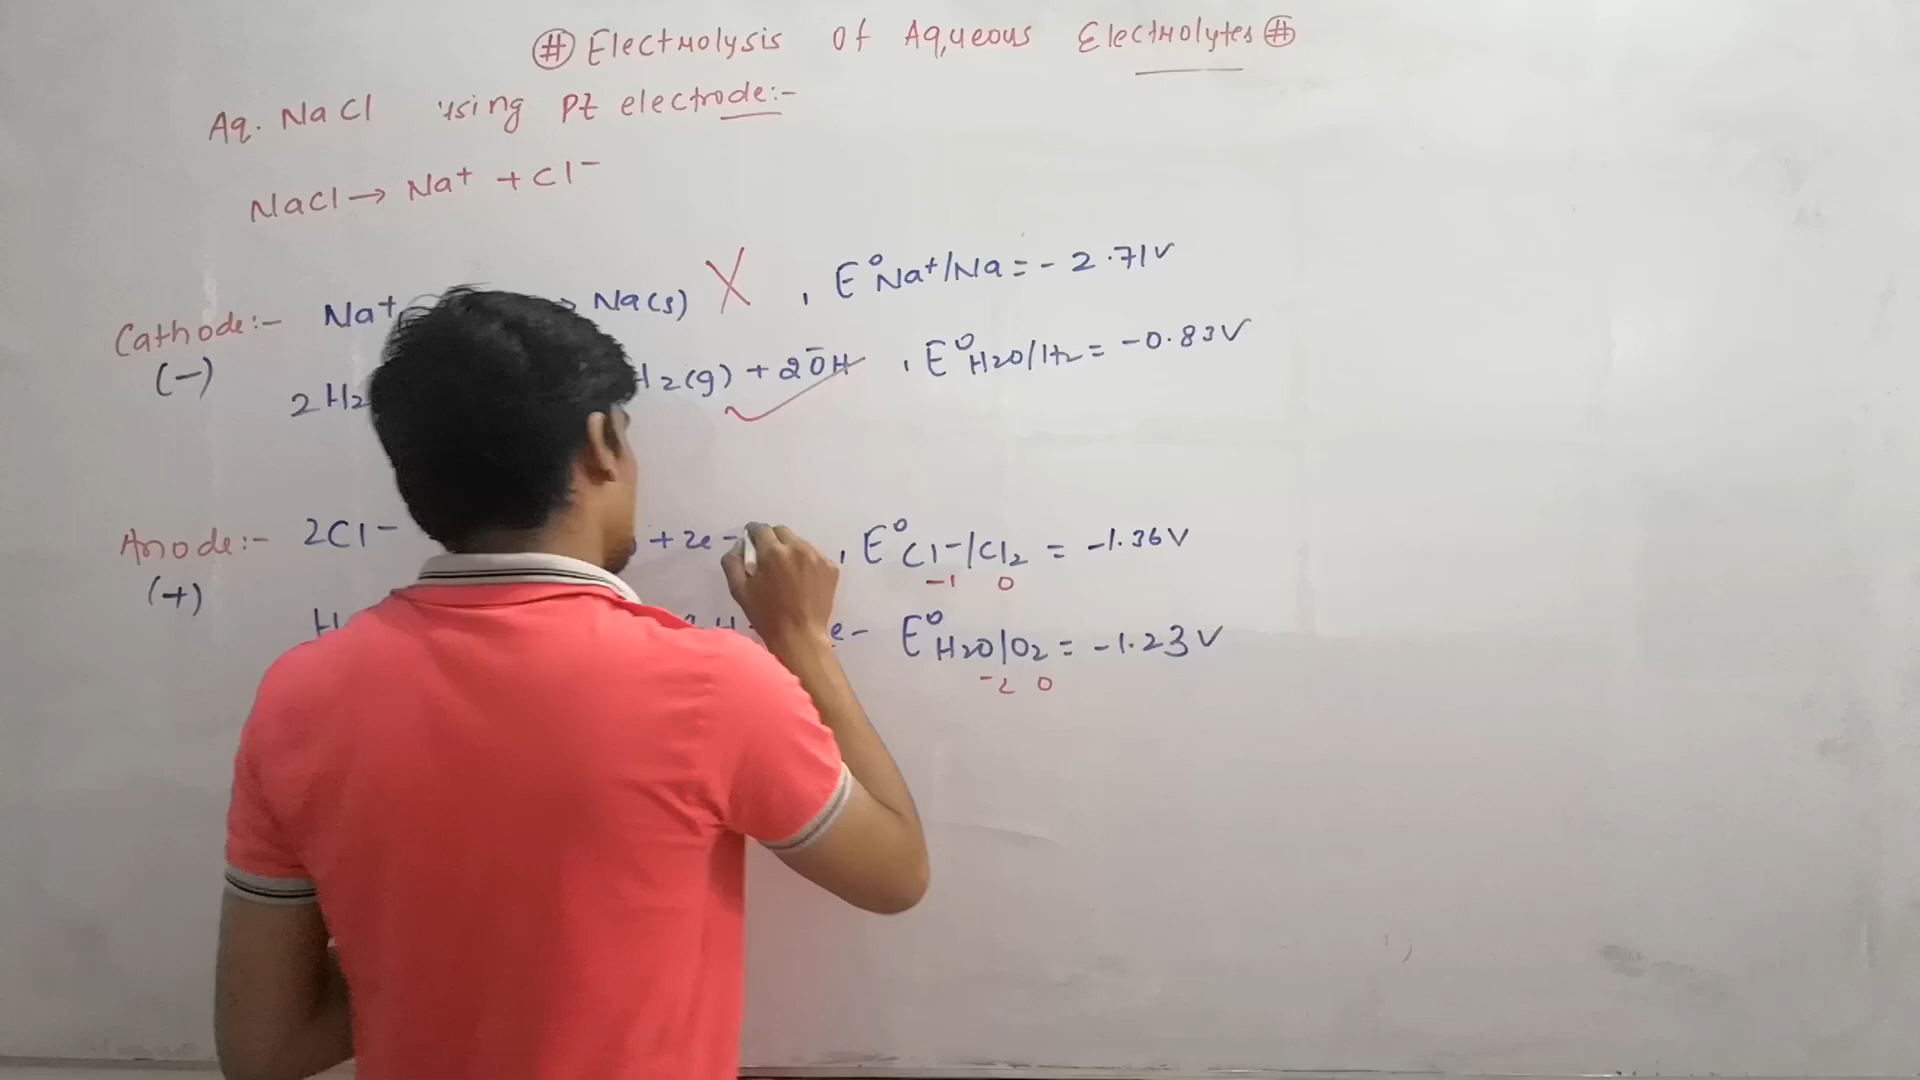 # Electrolysis of Aqueous Electrolytes #
Aq. NaCl using Pt electrode:-
NaCl → Na+ + Cl-
Cathode:- Na+ → Na(s) X , E° Na+/Na = - 2.71V
(-) 2H2 H2(g) + 2ŌH , E° H2O/H2 = -0.83V
Anode:- 2Cl- + 2e- , E° Cl-/Cl2 = -1.36V
-1 0
(+)
H e- E° H2O/O2 = -1.23V
-2 0